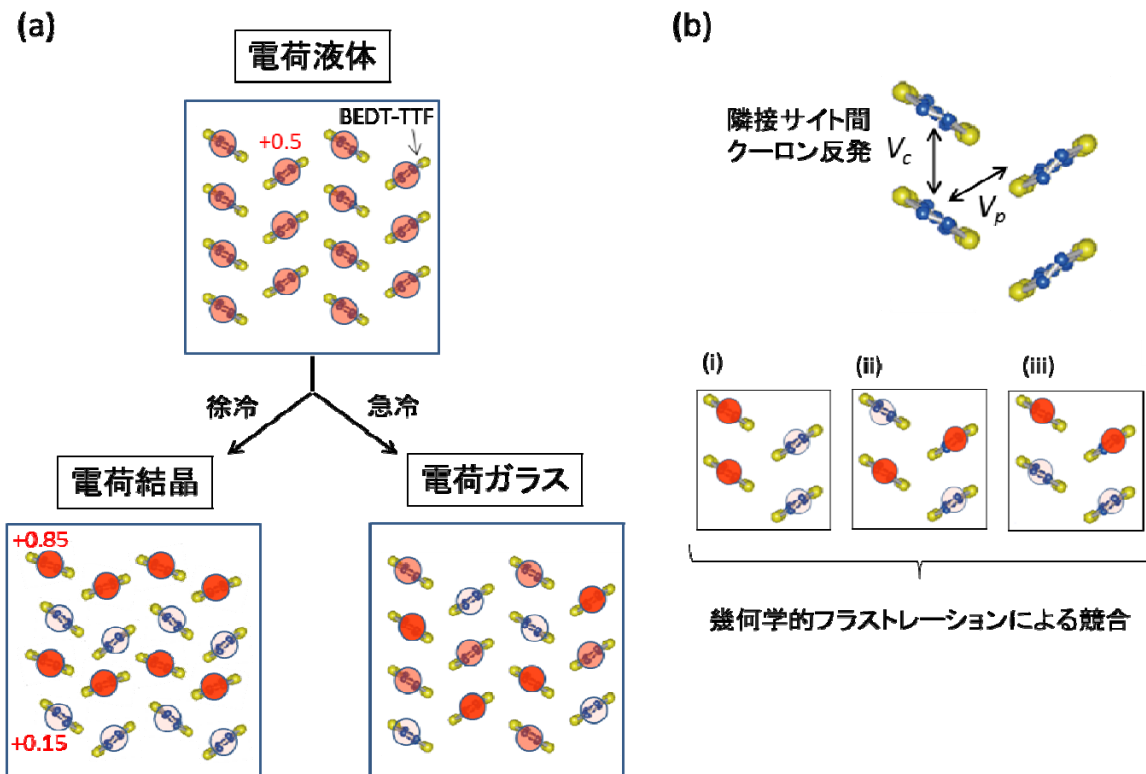 (a)
電荷液体
BEDT-TTF
+0.5
徐冷
急冷
電荷結晶
電荷ガラス
+0.85
+0.15
(b)
隣接サイト間
クーロン反発
Vc
Vp
(i)
(ii)
(iii)
幾何学的フラストレーションによる競合